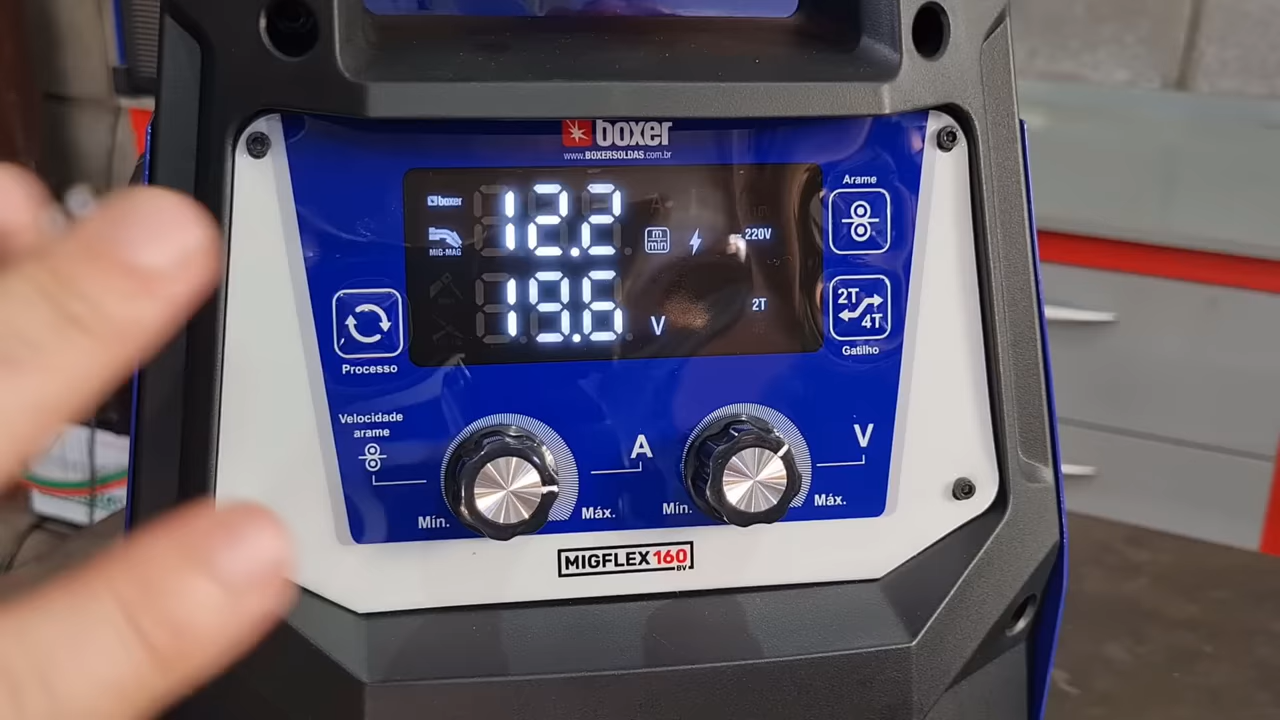 boxer
www.BOXERSOLDAS.com.br
Arame
boxer
12.2
m
min
220V
MIG-MAG
19.6
V
2T
2T
4T
Gatilho
Processo
Velocidade
arame
A
V
Mín.
Máx.
Mín.
Máx.
MIGFLEX 160
BV